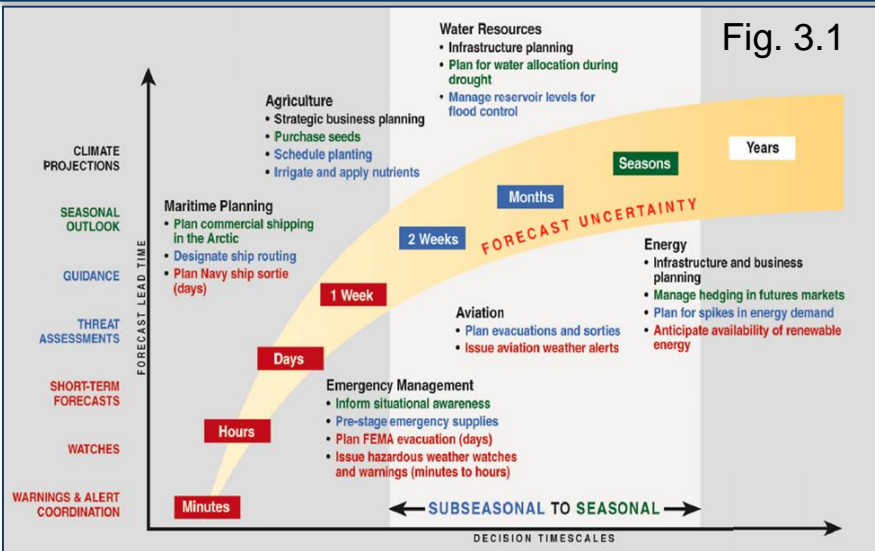 Fig. 3.1
Water Resources
• Infrastructure planning
• Plan for water allocation during
drought
• Manage reservoir levels for
flood control
Agriculture
• Strategic business planning
• Purchase seeds
• Schedule planting
• Irrigate and apply nutrients
Maritime Planning
• Plan commercial shipping
in the Arctic
• Designate ship routing
• Plan Navy ship sortie
(days)
CLIMATE
PROJECTIONS
SEASONAL
OUTLOOK
GUIDANCE
THREAT
ASSESSMENTS
SHORT-TERM
FORECASTS
WATCHES
WARNINGS & ALERT
COORDINATION
FORECAST LEAD TIME
Years
Seasons
Months
2 Weeks
1 Week
Days
Hours
Minutes
FORECAST UNCERTAINTY
Energy
• Infrastructure and business
planning
• Manage hedging in futures markets
• Plan for spikes in energy demand
• Anticipate availability of renewable
energy
Aviation
• Plan evacuations and sorties
• Issue aviation weather alerts
Emergency Management
• Inform situational awareness
• Pre-stage emergency supplies
• Plan FEMA evacuation (days)
• Issue hazardous weather watches
and warnings (minutes to hours)
SUBSEASONAL TO SEASONAL
DECISION TIMESCALES